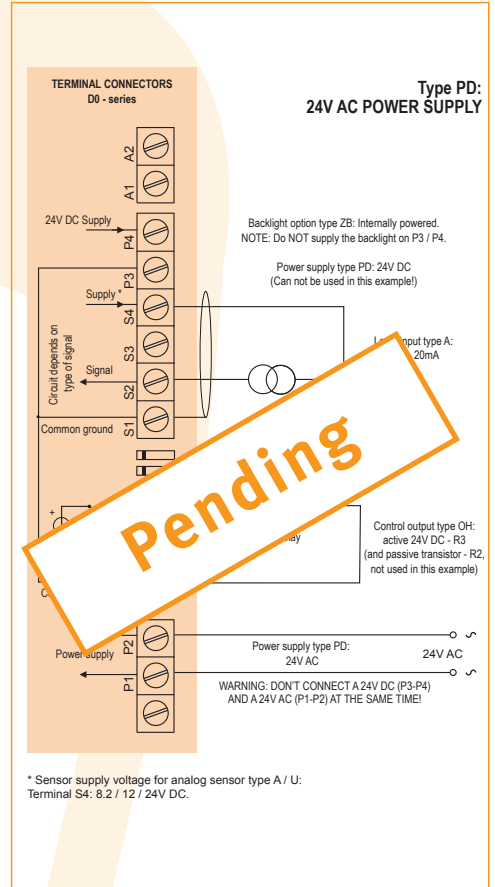 TERMINAL CONNECTORS
D0 - series
Type PD:
24V AC POWER SUPPLY
A2
A1
24V DC Supply
P4
Backlight option type ZB: Internally powered.
NOTE: Do NOT supply the backlight on P3 / P4.
P3
Power supply type PD: 24V DC
(Can not be used in this example!)
Supply *
S4
Circuit depends on
type of signal
S3
input type A:
20mA
Signal
S2
Common ground
S1
Pending
+
Control output type OH:
active 24V DC - R3
(and passive transistor - R2,
not used in this example)
P2
Power supply
Power supply type PD:
24V AC
24V AC
P1
WARNING: DON'T CONNECT A 24V DC (P3-P4)
AND A 24V AC (P1-P2) AT THE SAME TIME!
* Sensor supply voltage for analog sensor type A / U:
Terminal S4: 8.2 / 12 / 24V DC.